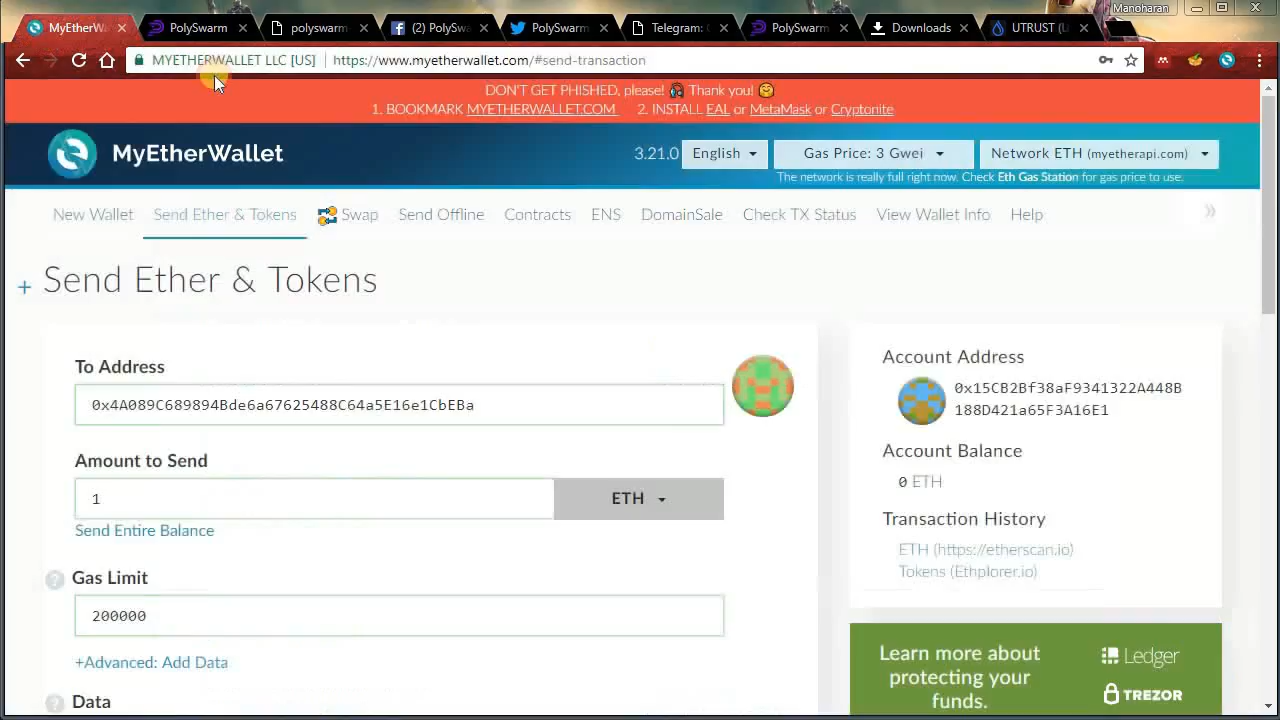 Manoharan
MyEtherWa
PolySwarm
polyswarm
(2) PolySw
PolySwarm
Telegram:
PolySwarm
Downloads
UTRUST (U
MYETHERWALLET LLC [US]
https://www.myetherwallet.com/#send-transaction
DON'T GET PHISHED, please! 🎣 Thank you! 🤗
1. BOOKMARK MYETHERWALLET.COM 2. INSTALL EAL or MetaMask or Cryptonite
MyEtherWallet
3.21.0
English
Gas Price: 3 Gwei
Network ETH (myetherapi.com)
The network is really full right now. Check Eth Gas Station for gas price to use.
New Wallet
Send Ether & Tokens
Swap
Send Offline
Contracts
ENS
DomainSale
Check TX Status
View Wallet Info
Help
»
+ Send Ether & Tokens
To Address
0x4A089C689894Bde6a67625488C64a5E16e1CbEBa
Amount to Send
1
ETH
Send Entire Balance
? Gas Limit
200000
+Advanced: Add Data
? Data
Account Address
0x15CB2Bf38aF9341322A448B
188D421a65F3A16E1
Account Balance
0 ETH
Transaction History
ETH (https://etherscan.io)
Tokens (Ethplorer.io)
Learn more about
protecting your
funds.
Ledger
TREZOR